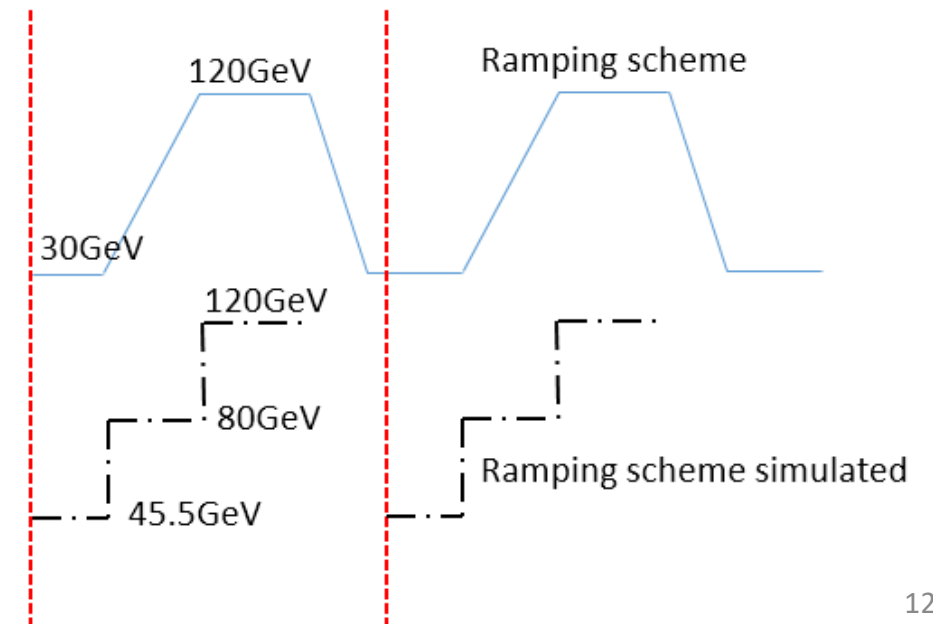 Ramping scheme
120GeV
30GeV
120GeV
80GeV
Ramping scheme simulated
45.5GeV
12